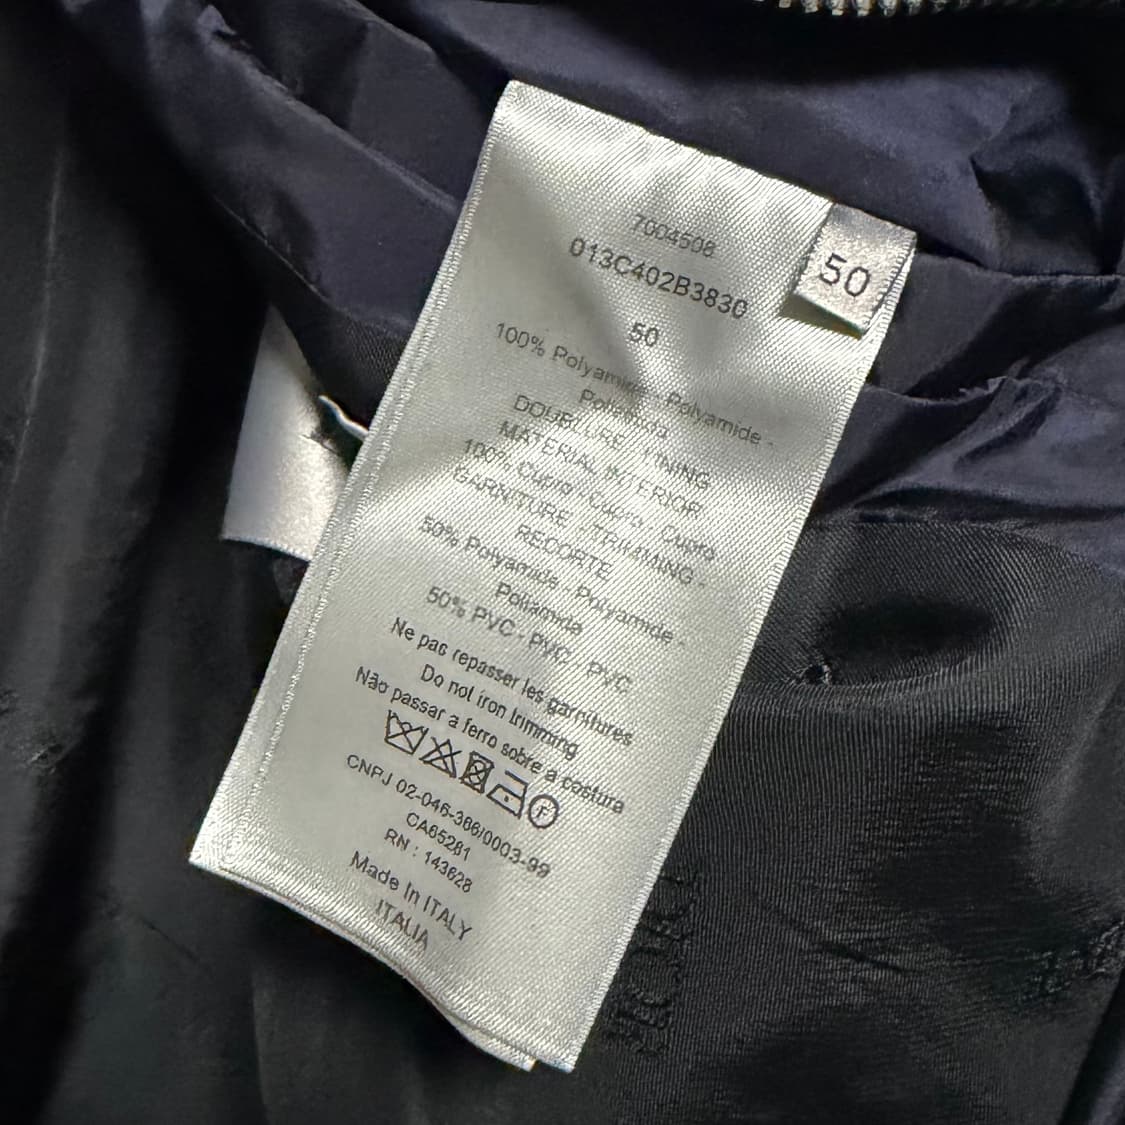 7004508
013C402B3830
50
50
100% Polyamide - Polyamide -
Poliamida
DOUBLURE - LINING
MATERIAL INTERIOR
100% Cupro - Cupro - Cupro
GARNITURE - TRIMMING -
RECORTE
50% Polyamide - Polyamide -
Poliamida
50% PVC - PVC - PVC
Ne pas repasser les garnitures
Do not iron trimming
Não passar a ferro sobre a costura
F
CNPJ 02-046-386/0003-99
CA65281
RN : 143628
Made in ITALY
ITALIA